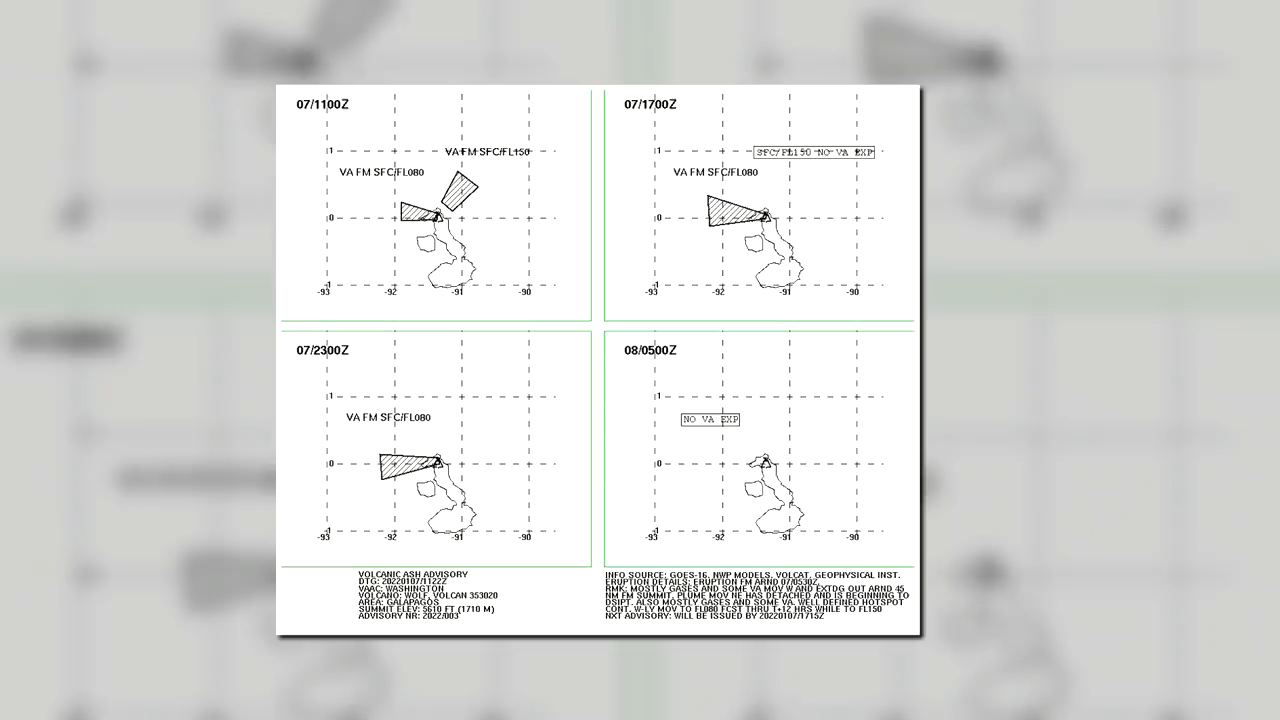 07/1100Z
VA FM SFC/FL150
1
VA FM SFC/FL080
0
-1
-93 -92 -91 -90
07/1700Z
1
SFC/FL150 NO VA EXP
VA FM SFC/FL080
0
-1
-93 -92 -91 -90
07/2300Z
1
VA FM SFC/FL080
0
-1
-93 -92 -91 -90
08/0500Z
1
NO VA EXP
0
-1
-93 -92 -91 -90
VOLCANIC ASH ADVISORY
DTG: 20220107/1122Z
VAAC: WASHINGTON
VOLCANO: WOLF, VOLCAN 353020
AREA: GALAPAGOS
SUMMIT ELEV: 5610 FT (1710 M)
ADVISORY NR: 2022/003
INFO SOURCE: GOES-16. NWP MODELS. VOLCAT. GEOPHYSICAL INST.
ERUPTION DETAILS: ERUPTION FM ARND 07/0530Z
RMK: MOSTLY GASES AND SOME VA MOV W AND EXTDG OUT ARND 45
NM FM SUMMIT. PLUME MOV NE HAS DETACHED AND IS BEGINNING TO
DSIPT. ALSO MOST GASES AND SOME VA. WELL DEFINED HOTSPOT
CONT. W-LY MOV TO FL080 FCST THRU T+12 HRS WHILE TO FL150
NXT ADVISORY: WILL BE ISSUED BY 20220107/1715Z